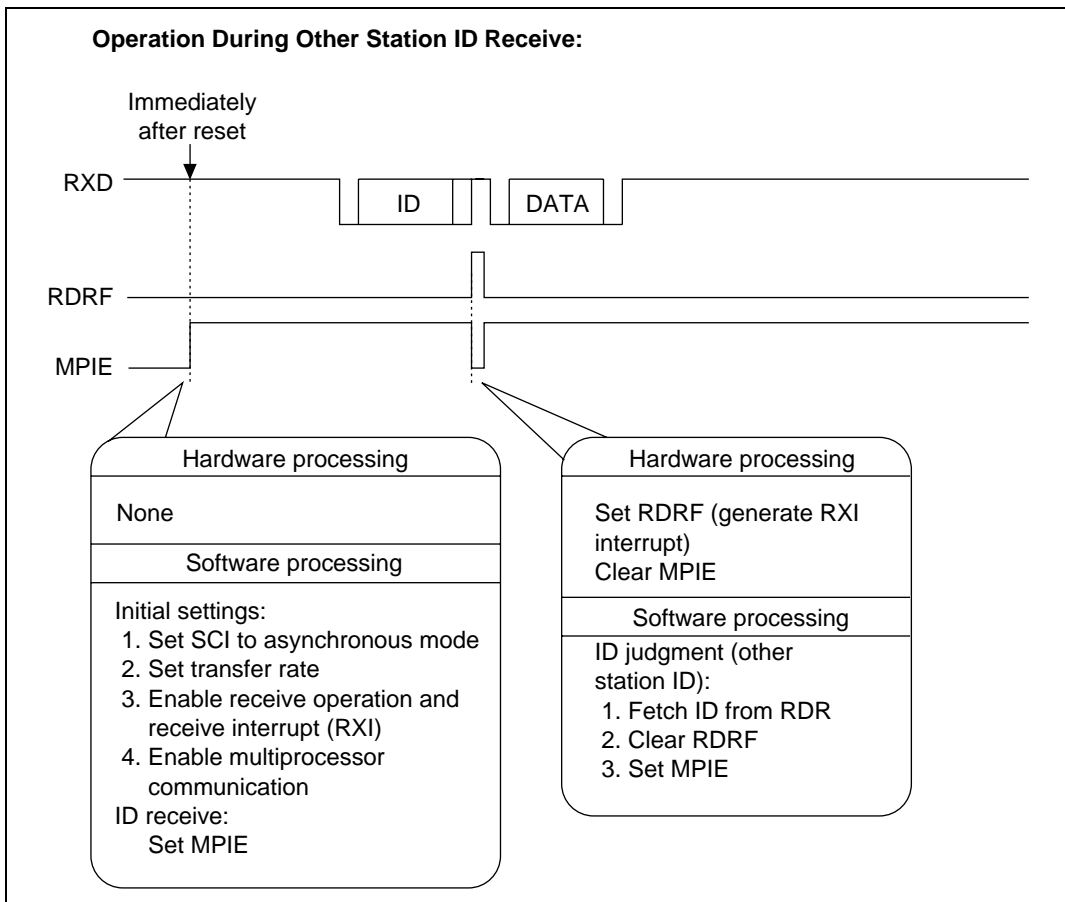 Operation During Other Station ID Receive:
Immediately
after reset
RXD
ID
DATA
RDRF
MPIE
Hardware processing
None
Software processing
Initial settings:
1. Set SCI to asynchronous mode
2. Set transfer rate
3. Enable receive operation and
receive interrupt (RXI)
4. Enable multiprocessor
communication
ID receive:
Set MPIE
Hardware processing
Set RDRF (generate RXI
interrupt)
Clear MPIE
Software processing
ID judgment (other
station ID):
1. Fetch ID from RDR
2. Clear RDRF
3. Set MPIE